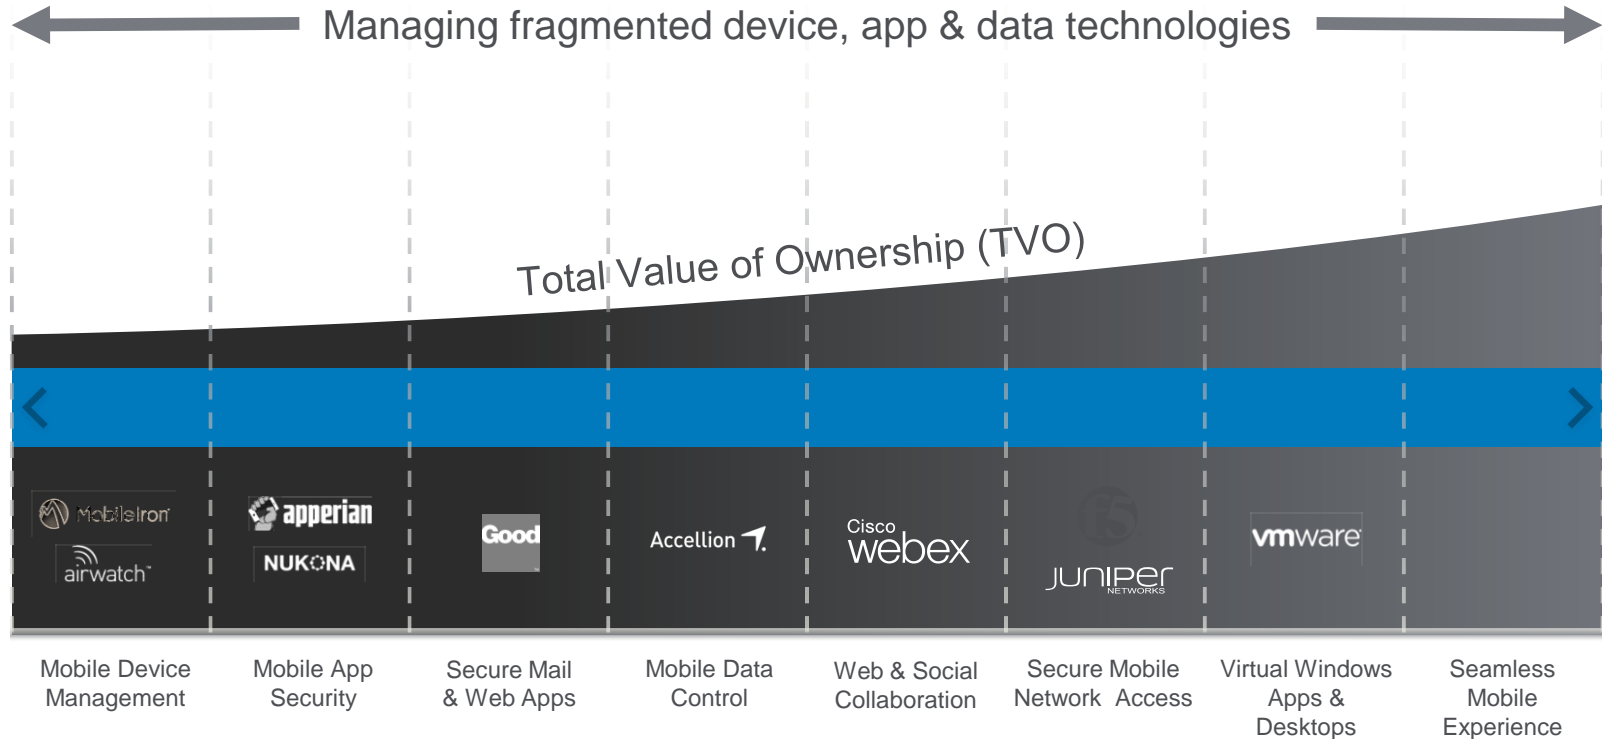 Managing fragmented device, app & data technologies
Total Value of Ownership (TVO)
MobileIron
airwatch™
apperian
NUKONA
Good
Accellion
Cisco
webex
f5
JUNIPER
NETWORKS
vmware
Mobile Device
Management
Mobile App
Security
Secure Mail
& Web Apps
Mobile Data
Control
Web & Social
Collaboration
Secure Mobile
Network Access
Virtual Windows
Apps &
Desktops
Seamless
Mobile
Experience